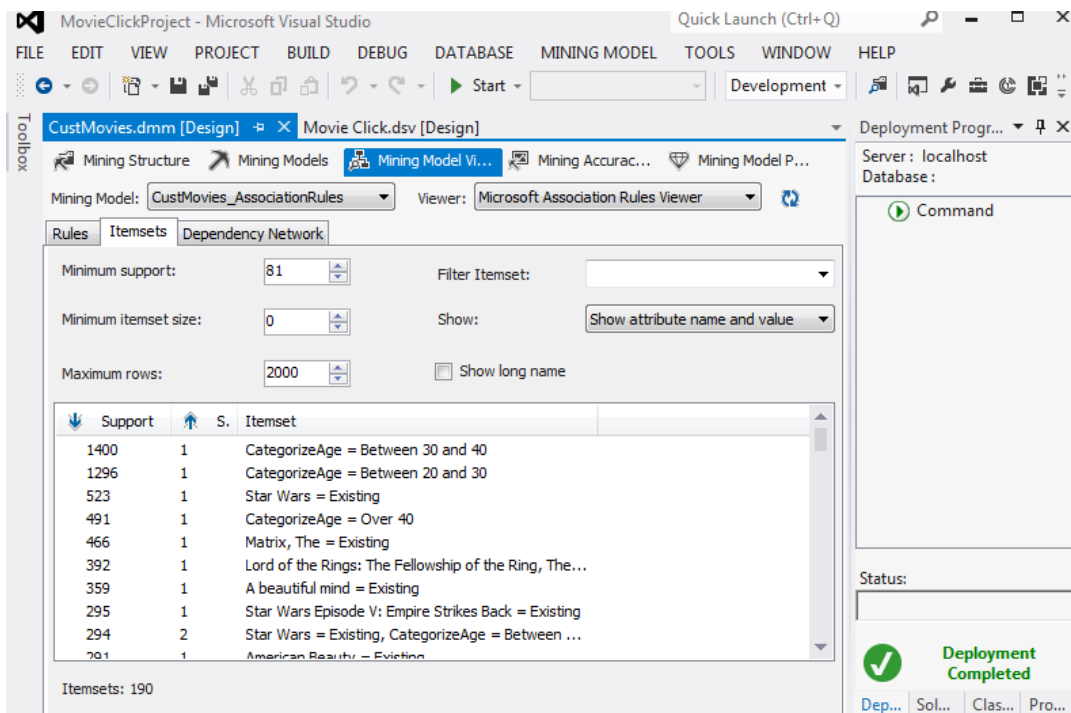 MovieClickProject - Microsoft Visual Studio
Quick Launch (Ctrl+Q)
FILE EDIT VIEW PROJECT BUILD DEBUG DATABASE MINING MODEL TOOLS WINDOW HELP
Start
Development
Toolbox
CustMovies.dmm [Design]
Movie Click.dsv [Design]
Mining Structure
Mining Models
Mining Model Vi...
Mining Accurac...
Mining Model P...
Mining Model: CustMovies_AssociationRules
Viewer: Microsoft Association Rules Viewer
Rules Itemsets Dependency Network
Minimum support: 81
Filter Itemset:
Minimum itemset size: 0
Show: Show attribute name and value
Maximum rows: 2000
Show long name
Support S. Itemset
1400 1 CategorizeAge = Between 30 and 40
1296 1 CategorizeAge = Between 20 and 30
523 1 Star Wars = Existing
491 1 CategorizeAge = Over 40
466 1 Matrix, The = Existing
392 1 Lord of the Rings: The Fellowship of the Ring, The...
359 1 A beautiful mind = Existing
295 1 Star Wars Episode V: Empire Strikes Back = Existing
294 2 Star Wars = Existing, CategorizeAge = Between ...
291 1 American Beauty = Existing
Itemsets: 190
Deployment Progr...
Server: localhost
Database:
Command
Status:
Deployment
Completed
Dep... Sol... Clas... Pro...